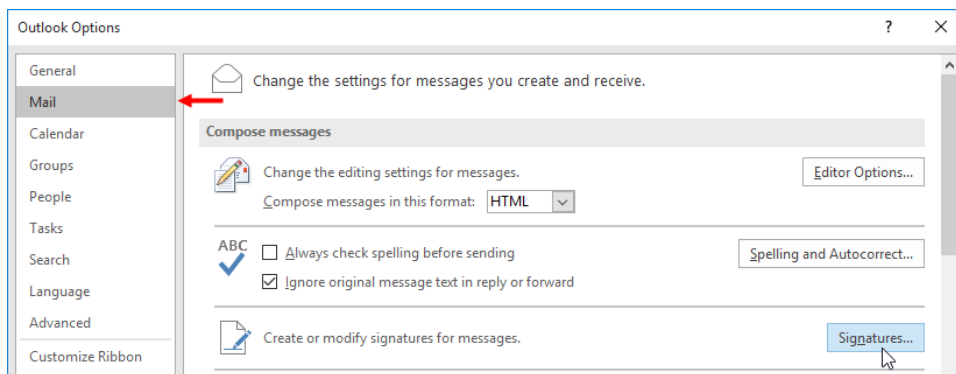 Outlook Options
?
General
Mail
Calendar
Groups
People
Tasks
Search
Language
Advanced
Customize Ribbon
Change the settings for messages you create and receive.
Compose messages
Change the editing settings for messages.
Editor Options...
Compose messages in this format: HTML
ABC
Always check spelling before sending
Spelling and Autocorrect...
Ignore original message text in reply or forward
Create or modify signatures for messages.
Signatures...